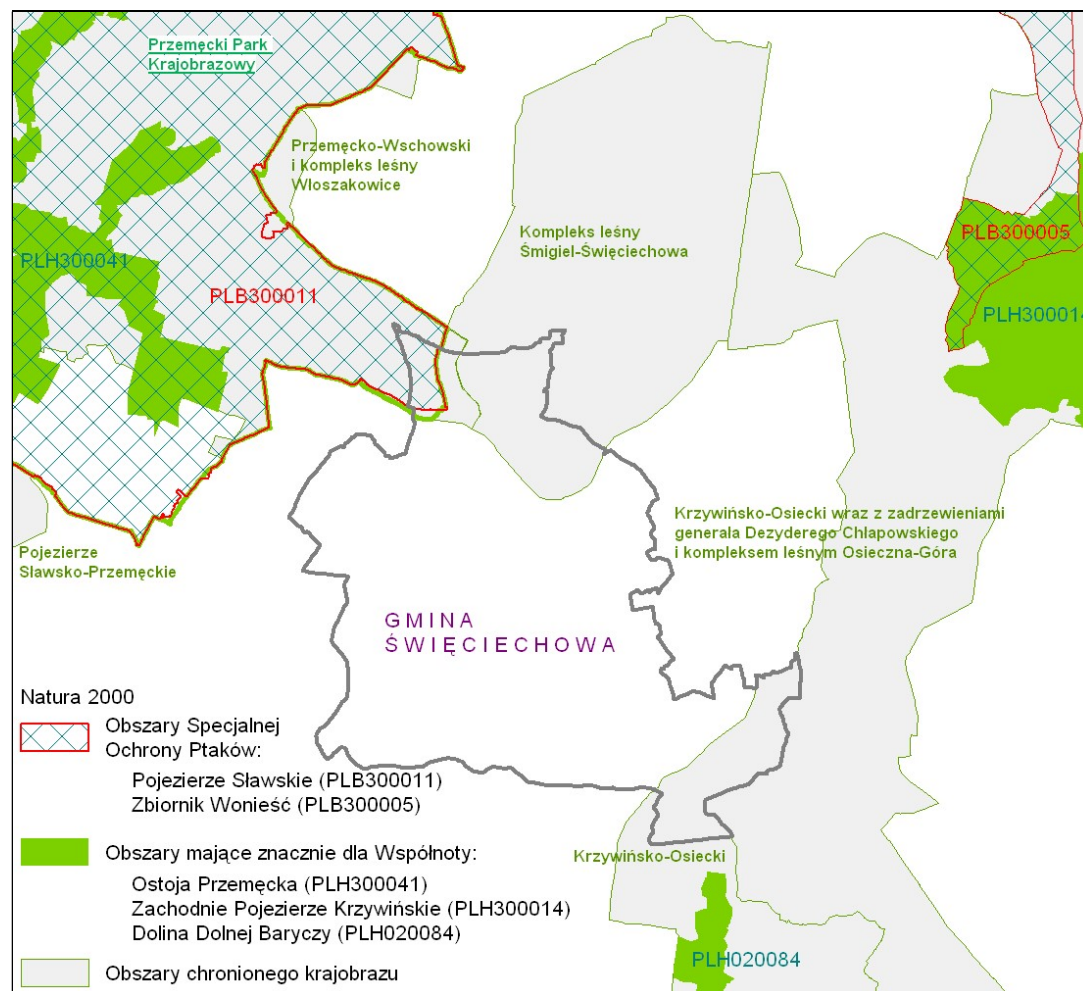 Przemęcki Park
Krajobrazowy
Przemęcko-Wschowski
i kompleks leśny
Włoszakowice
Kompleks leśny
Śmigiel-Święciechowa
PLB300005
PLH300041
PLB300011
PLH300014
Krzywińsko-Osiecki wraz z zadrzewieniami
generała Dezyderego Chłapowskiego
i kompleksem leśnym Osieczna-Góra
Pojezierze
Sławsko-Przemęckie
GMINA
ŚWIĘCIECHOWA
Natura 2000
Obszary Specjalnej
Ochrony Ptaków:
Pojezierze Sławskie (PLB300011)
Zbiornik Wonieść (PLB300005)
Obszary mające znacznie dla Wspólnoty:
Ostoja Przemęcka (PLH300041)
Zachodnie Pojezierze Krzywińskie (PLH300014)
Dolina Dolnej Baryczy (PLH020084)
Obszary chronionego krajobrazu
Krzywińsko-Osiecki
PLH020084